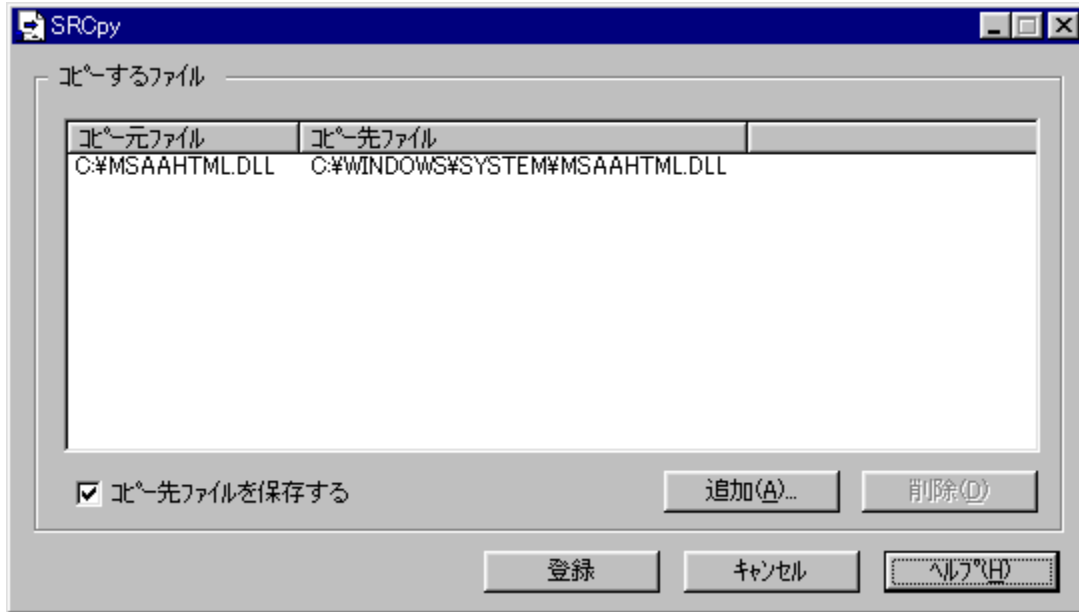 SRCpy
ｺﾋﾟｰするﾌｧｲﾙ
ｺﾋﾟｰ元ﾌｧｲﾙ ｺﾋﾟｰ先ﾌｧｲﾙ
C:¥MSAAHTML.DLL C:¥WINDOWS¥SYSTEM¥MSAAHTML.DLL
ｺﾋﾟｰ先ﾌｧｲﾙを保存する 追加(A)... 削除(D)
登録 ｷｬﾝｾﾙ ﾍﾙﾌﾟ(H)